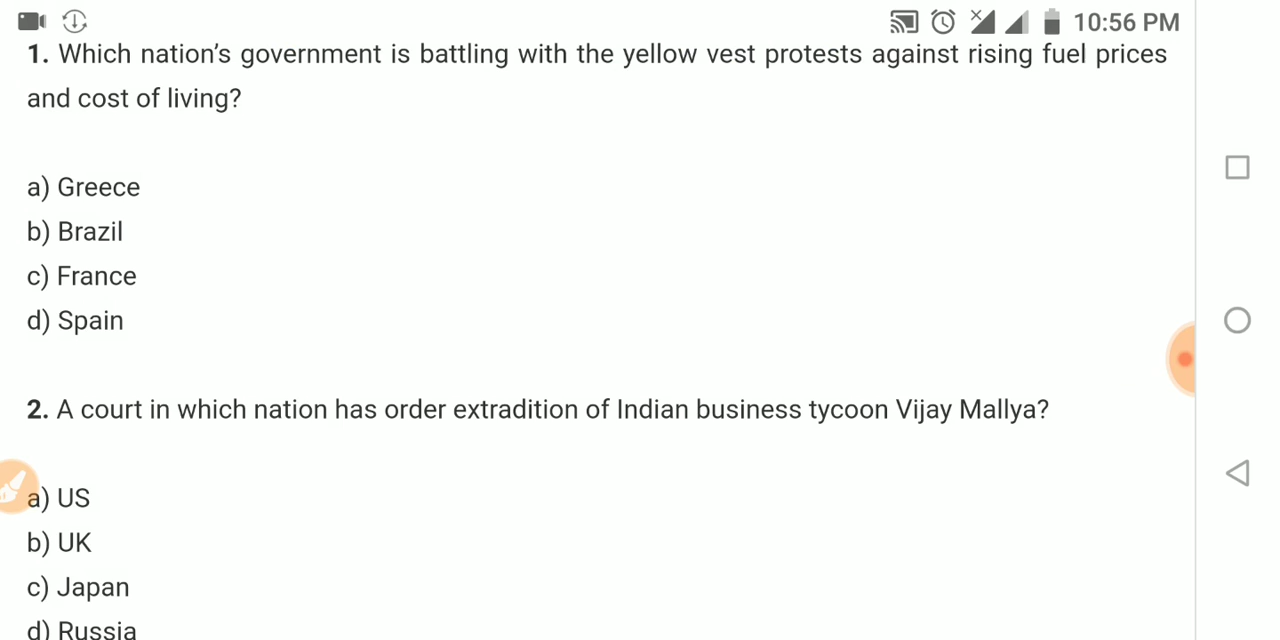 10:56 PM
1. Which nation's government is battling with the yellow vest protests against rising fuel prices
and cost of living?
a) Greece
b) Brazil
c) France
d) Spain
2. A court in which nation has order extradition of Indian business tycoon Vijay Mallya?
a) US
b) UK
c) Japan
d) Russia